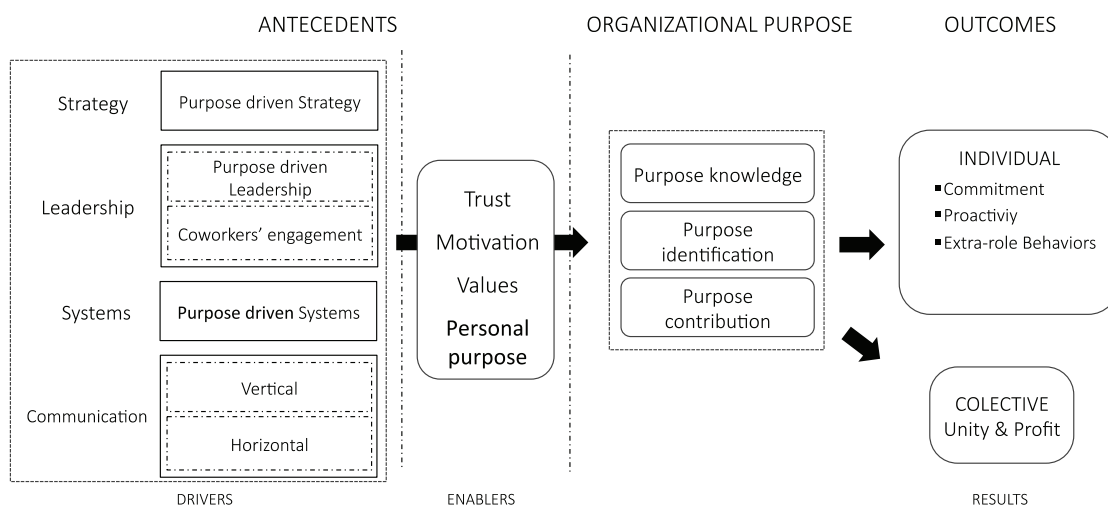 ANTECEDENTS
ORGANIZATIONAL PURPOSE
OUTCOMES
Strategy
Purpose driven Strategy
Leadership
Purpose driven
Leadership
Coworkers' engagement
Systems
Purpose driven Systems
Communication
Vertical
Horizontal
Trust
Motivation
Values
Personal
purpose
Purpose knowledge
Purpose
identification
Purpose
contribution
INDIVIDUAL
▪ Commitment
▪ Proactiviy
▪ Extra-role Behaviors
COLECTIVE
Unity & Profit
DRIVERS
ENABLERS
RESULTS